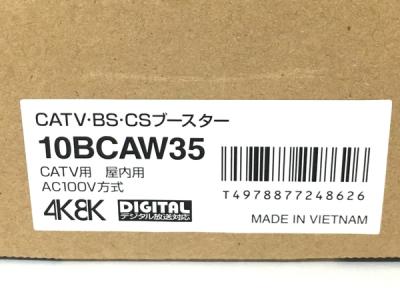 CATV・BS・CSブースター
10BCAW35
CATV用 屋内用
AC100V方式
4K8K
DIGITAL
デジタル放送対応
T4978877248626
MADE IN VIETNAM